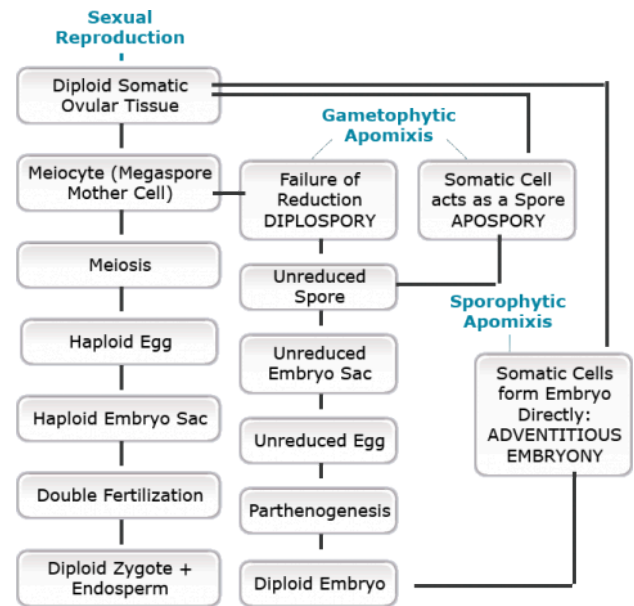 Sexual
Reproduction
Diploid Somatic
Ovular Tissue
Gametophytic
Apomixis
Meiocyte (Megaspore
Mother Cell)
Failure of
Reduction
DIPLOSPORY
Somatic Cell
acts as a Spore
APOSPORY
Meiosis
Unreduced
Spore
Sporophytic
Apomixis
Haploid Egg
Unreduced
Embryo Sac
Somatic Cells
form Embryo
Directly:
ADVENTITIOUS
EMBRYONY
Haploid Embryo Sac
Unreduced Egg
Double Fertilization
Parthenogenesis
Diploid Zygote +
Endosperm
Diploid Embryo